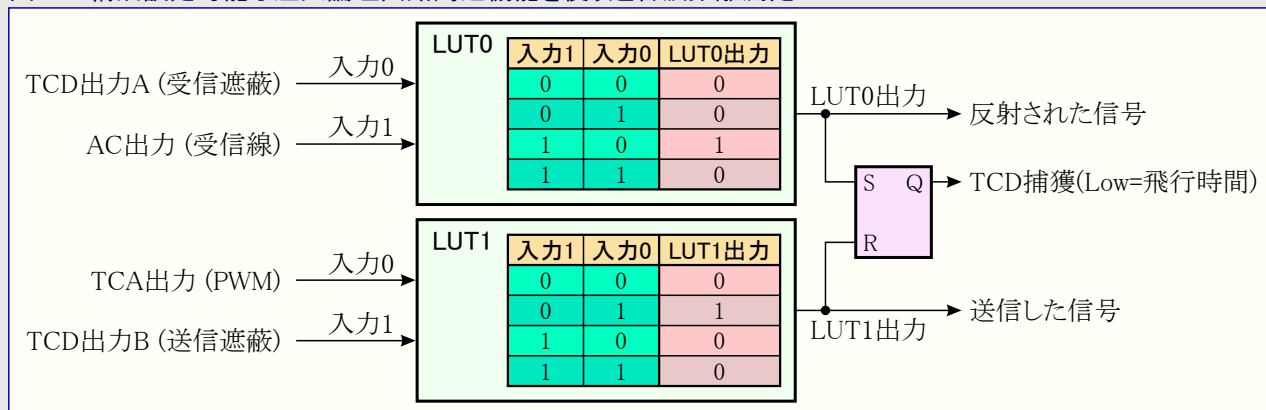 LUT0
入力1 入力0 LUT0出力
0 0 0
0 1 0
1 0 1
1 1 0
TCD出力A (受信遮蔽)
入力0
AC出力 (受信線)
入力1
LUT0出力
反射された信号
S Q
R
TCD捕獲(Low=飛行時間)
LUT1
入力1 入力0 LUT1出力
0 0 0
0 1 1
1 0 0
1 1 0
TCA出力 (PWM)
入力0
TCD出力B (送信遮蔽)
入力1
LUT1出力
送信した信号